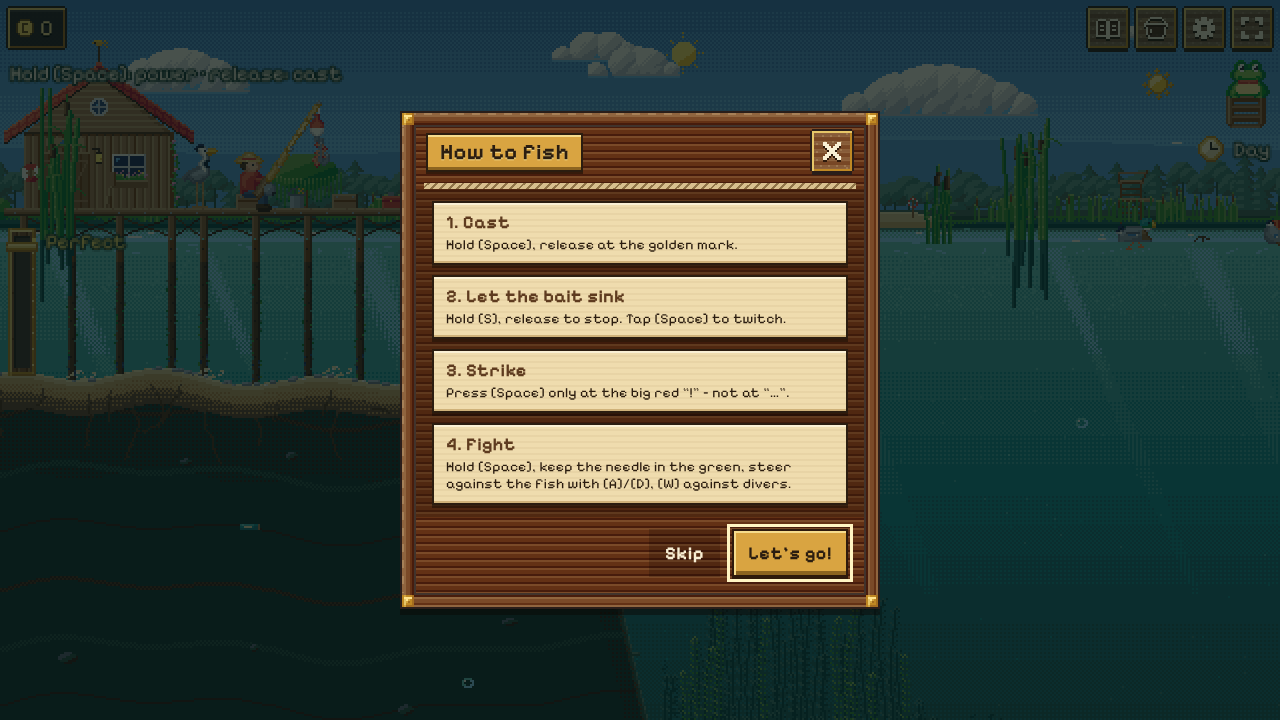 C 0
Hold [Space]: power · release: cast
Day
Perfect
How to fish
1. Cast
Hold [Space], release at the golden mark.
2. Let the bait sink
Hold [S], release to stop. Tap [Space] to twitch.
3. Strike
Press [Space] only at the big red "!" - not at "...".
4. Fight
Hold [Space], keep the needle in the green, steer
against the fish with [A]/[D], [W] against divers.
Skip
Let's go!